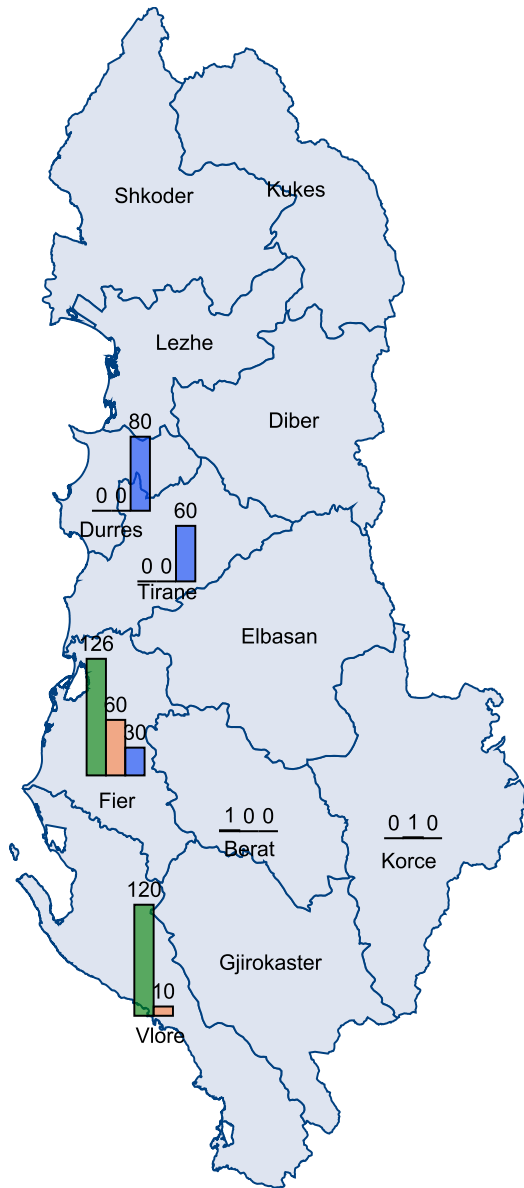 Kukes
Shkoder
Lezhe
Diber
80
0 0
Durres
60
0 0
Tirane
Elbasan
126
60
30
Fier
1 0 0
Berat
0 1 0
Korce
120
10
Vlore
Gjirokaster